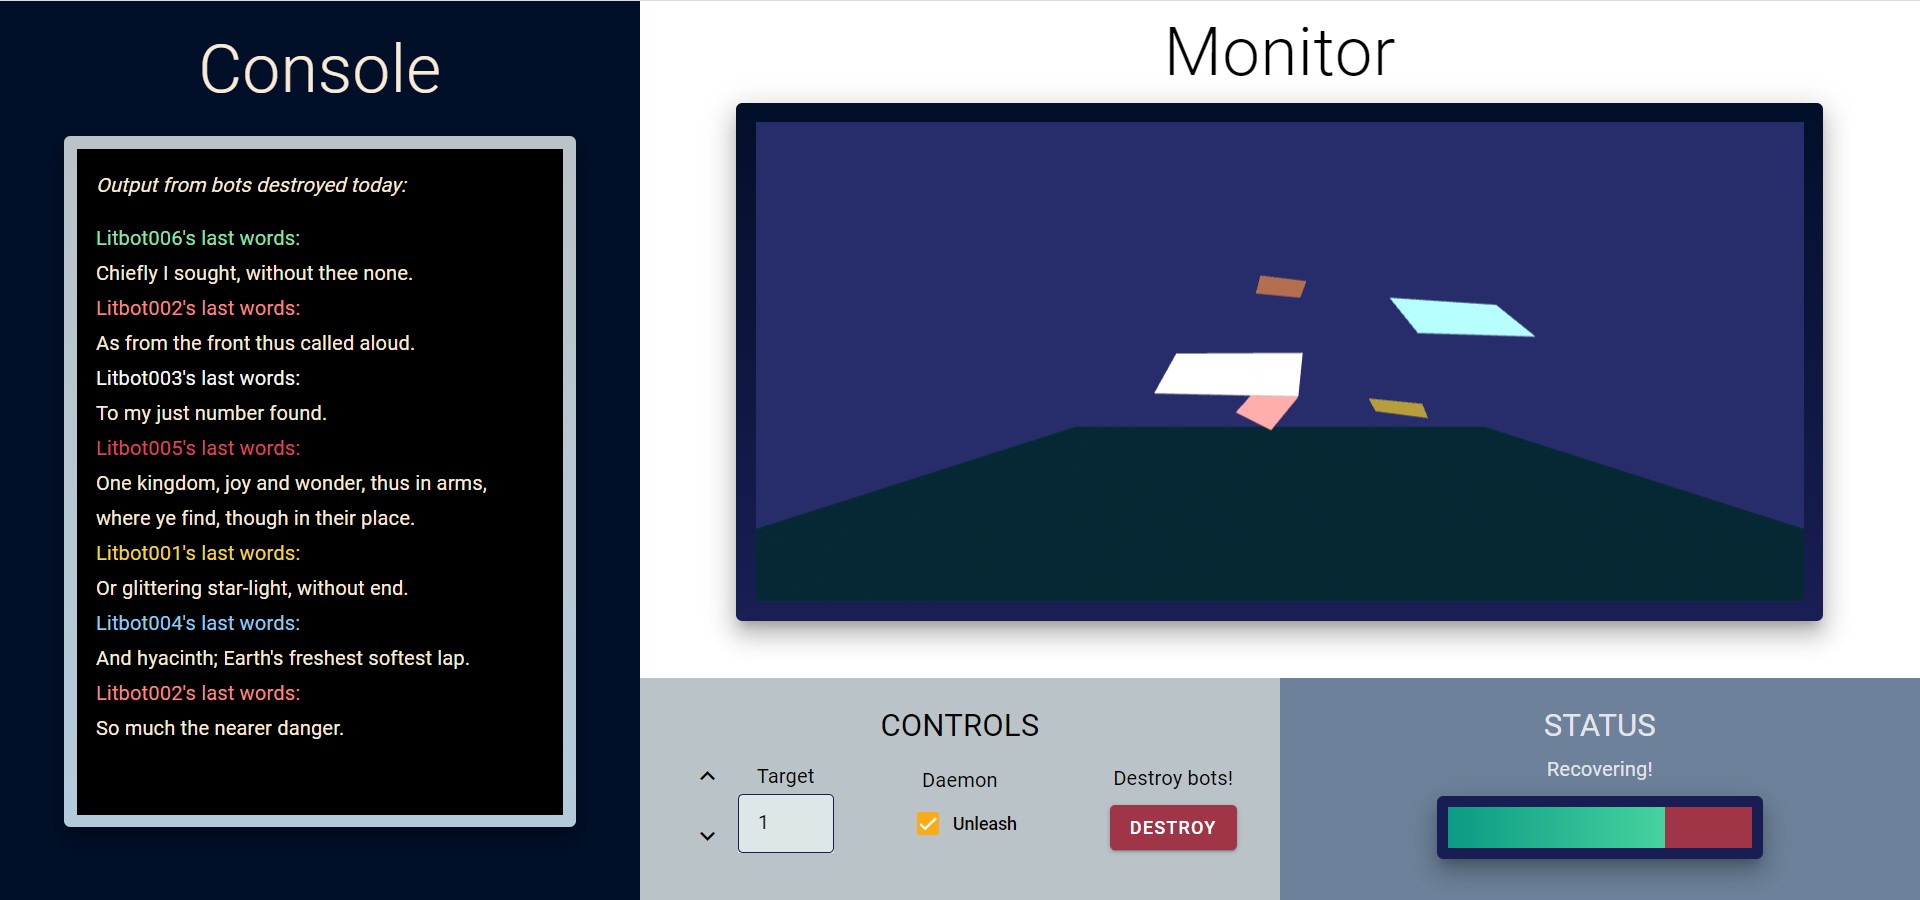 Console
Output from bots destroyed today:
Litbot006's last words:
Chiefly I sought, without thee none.
Litbot002's last words:
As from the front thus called aloud.
Litbot003's last words:
To my just number found.
Litbot005's last words:
One kingdom, joy and wonder, thus in arms,
where ye find, though in their place.
Litbot001's last words:
Or glittering star-light, without end.
Litbot004's last words:
And hyacinth; Earth's freshest softest lap.
Litbot002's last words:
So much the nearer danger.
Monitor
CONTROLS
Target
1
Daemon
Unleash
Destroy bots!
DESTROY
STATUS
Recovering!